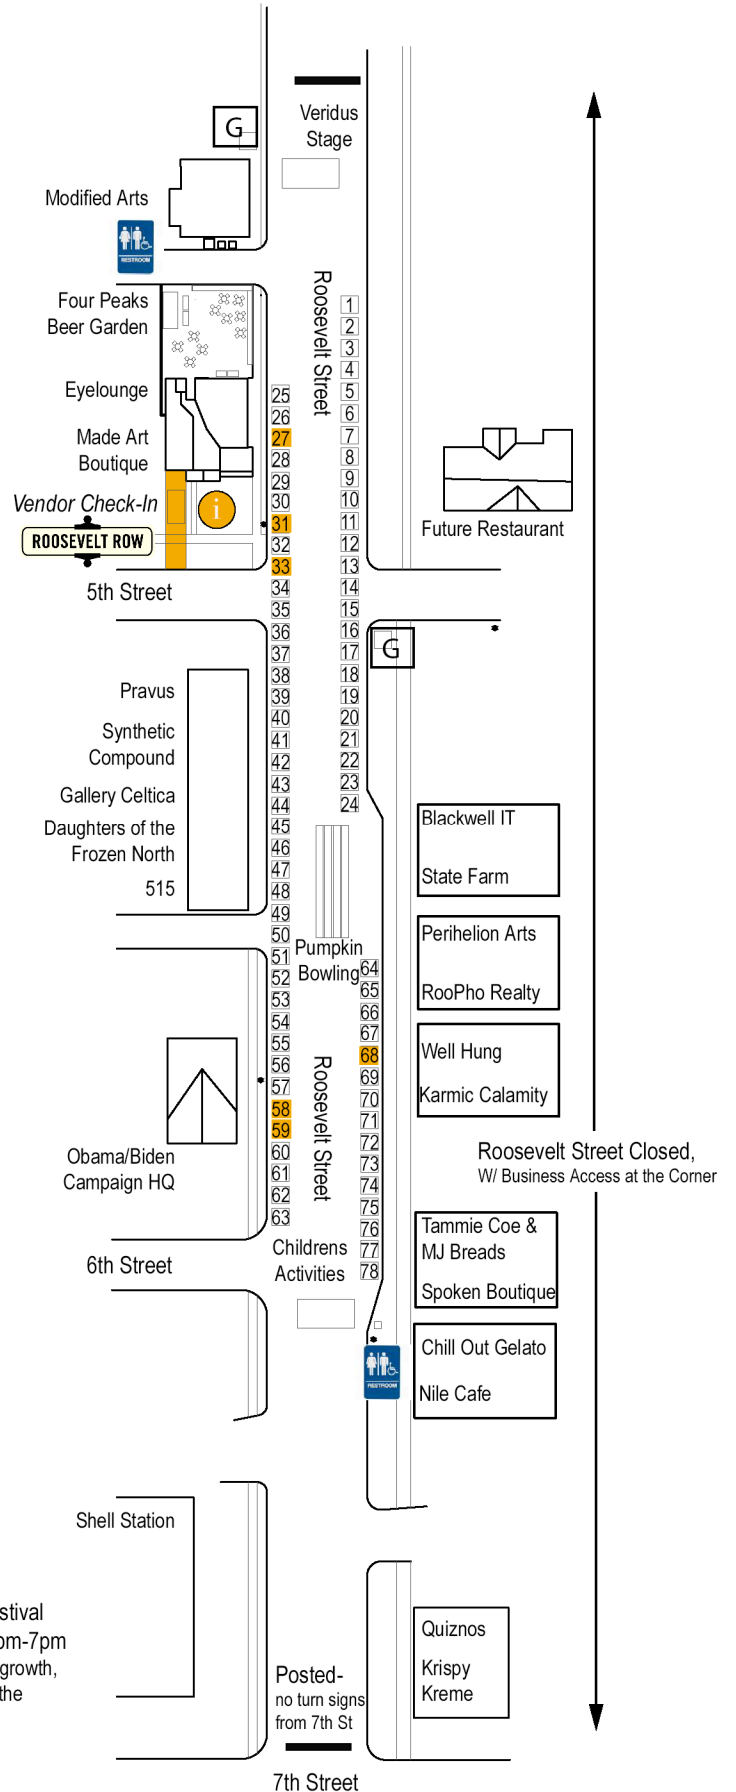 Veridus
Stage
G
Modified Arts
RESTROOM
Four Peaks
Beer Garden
Eyelounge
Made Art
Boutique
Vendor Check-In
i
ROOSEVELT ROW
5th Street
Roosevelt Street
1
2
3
4
5
6
7
8
9
10
11
12
13
14
15
16
17
18
19
20
21
22
23
24
25
26
27
28
29
30
31
32
33
34
35
36
37
38
39
40
41
42
43
44
45
46
47
48
49
50
51
52
53
54
55
56
57
58
59
60
61
62
63
Future Restaurant
G
Pravus
Synthetic
Compound
Gallery Celtica
Daughters of the
Frozen North
515
Blackwell IT
State Farm
Pumpkin
Bowling
Perihelion Arts
RooPho Realty
64
65
66
67
68
69
70
71
72
73
74
75
76
77
78
Well Hung
Karmic Calamity
Roosevelt Street
Obama/Biden
Campaign HQ
Roosevelt Street Closed,
W/ Business Access at the Corner
6th Street
Childrens
Activities
Tammie Coe &
MJ Breads
Spoken Boutique
Chill Out Gelato
Nile Cafe
RESTROOM
Shell Station
stival
om-7pm
growth,
the
Quiznos
Krispy
Kreme
Posted-
no turn signs
from 7th St
7th Street